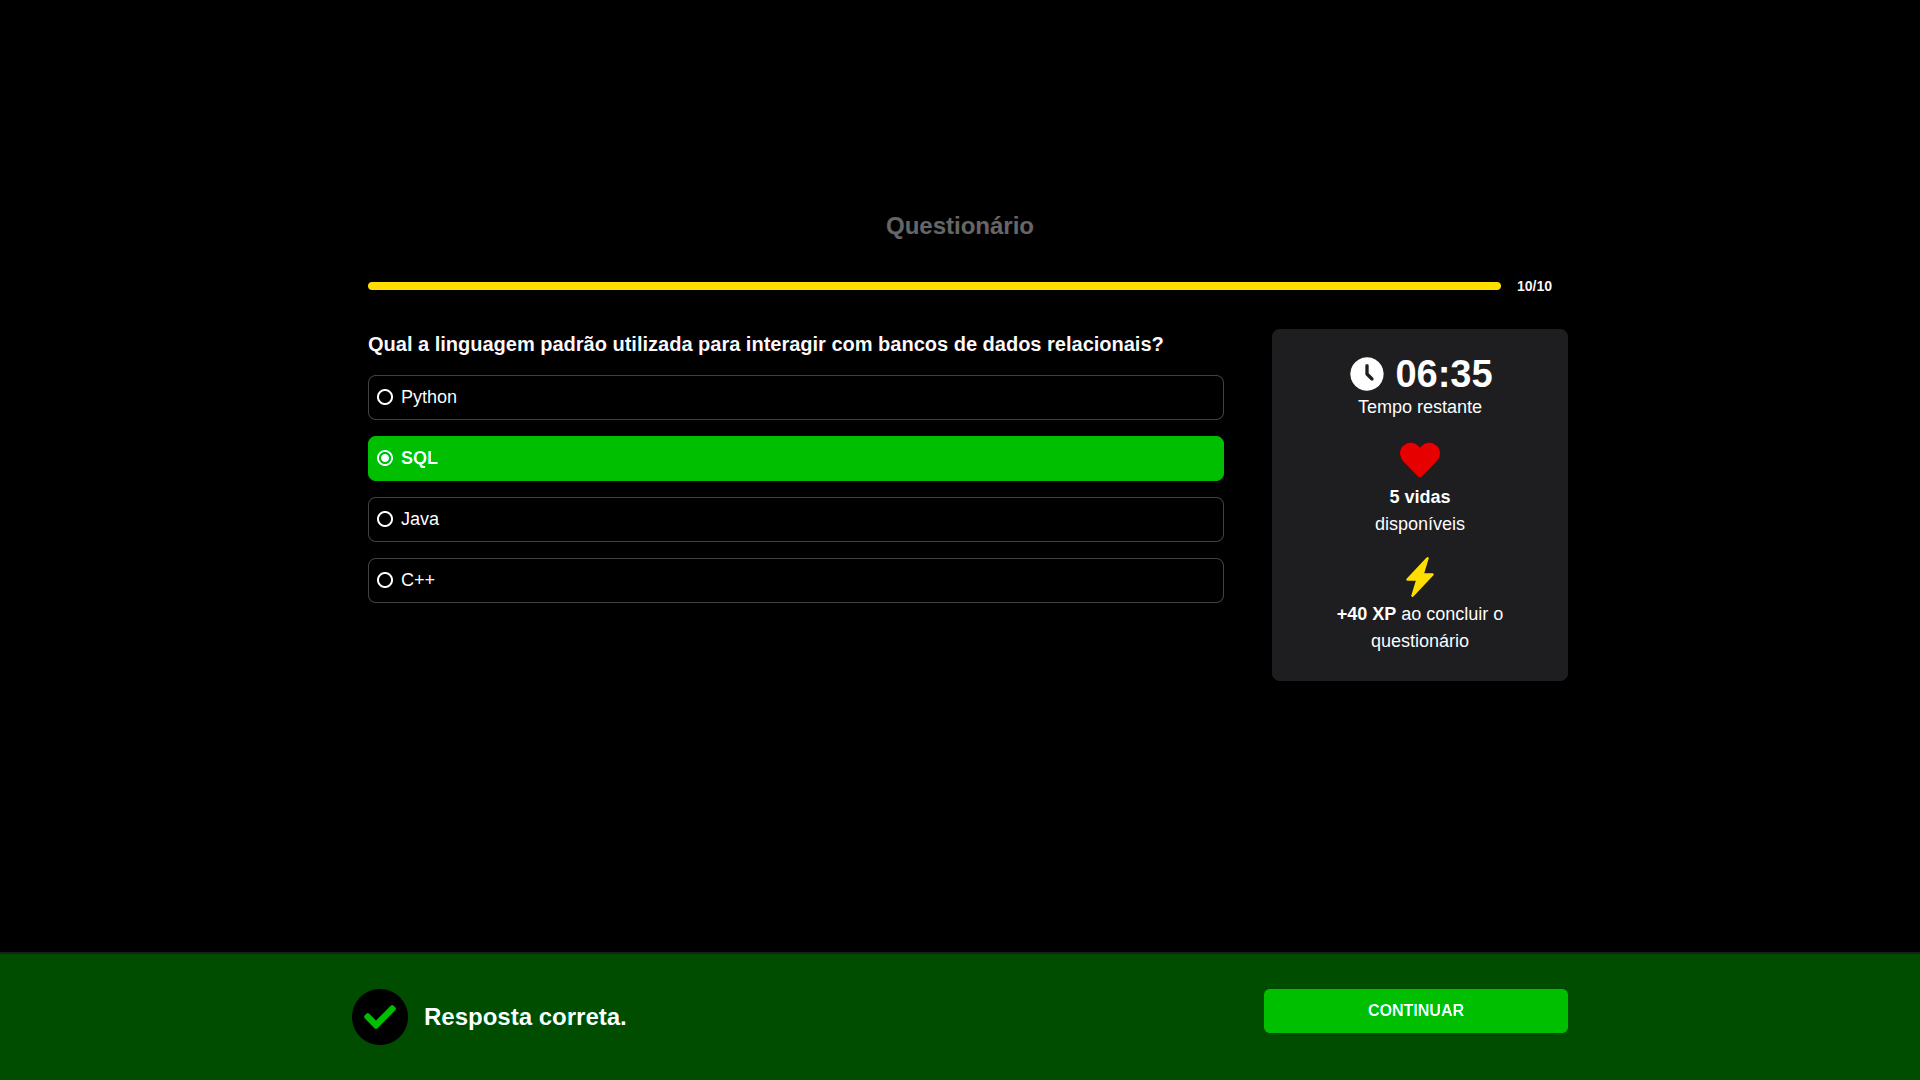 Questionário
10/10
Qual a linguagem padrão utilizada para interagir com bancos de dados relacionais?
Python
SQL
Java
C++
06:35
Tempo restante
5 vidas
disponíveis
+40 XP ao concluir o
questionário
Resposta correta.
CONTINUAR